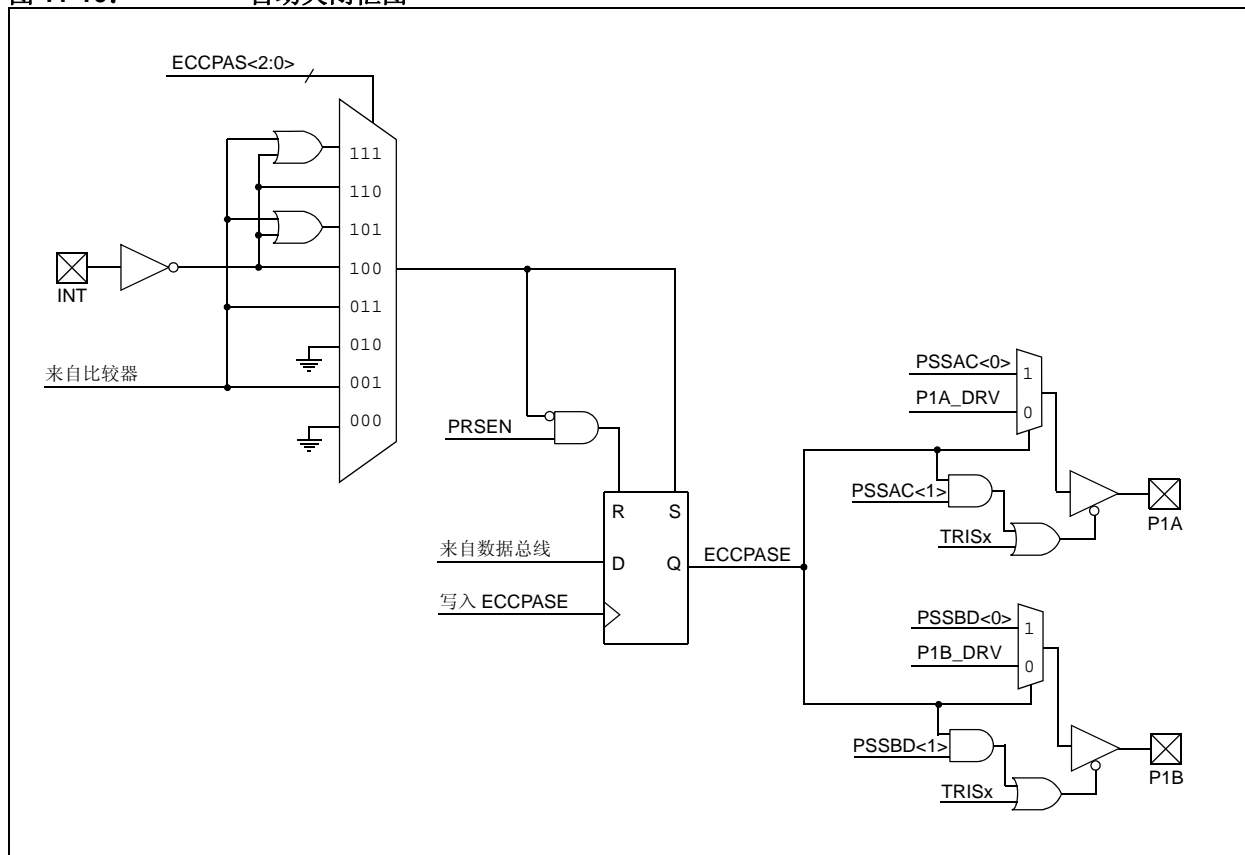 ECCPAS<2:0>
111
110
101
100
011
010
001
000
INT
来自比较器
PRSEN
R
S
D
Q
来自数据总线
写入 ECCPASE
ECCPASE
PSSAC<0>
P1A_DRV
1
0
PSSAC<1>
TRISx
P1A
PSSBD<0>
P1B_DRV
1
0
PSSBD<1>
TRISx
P1B